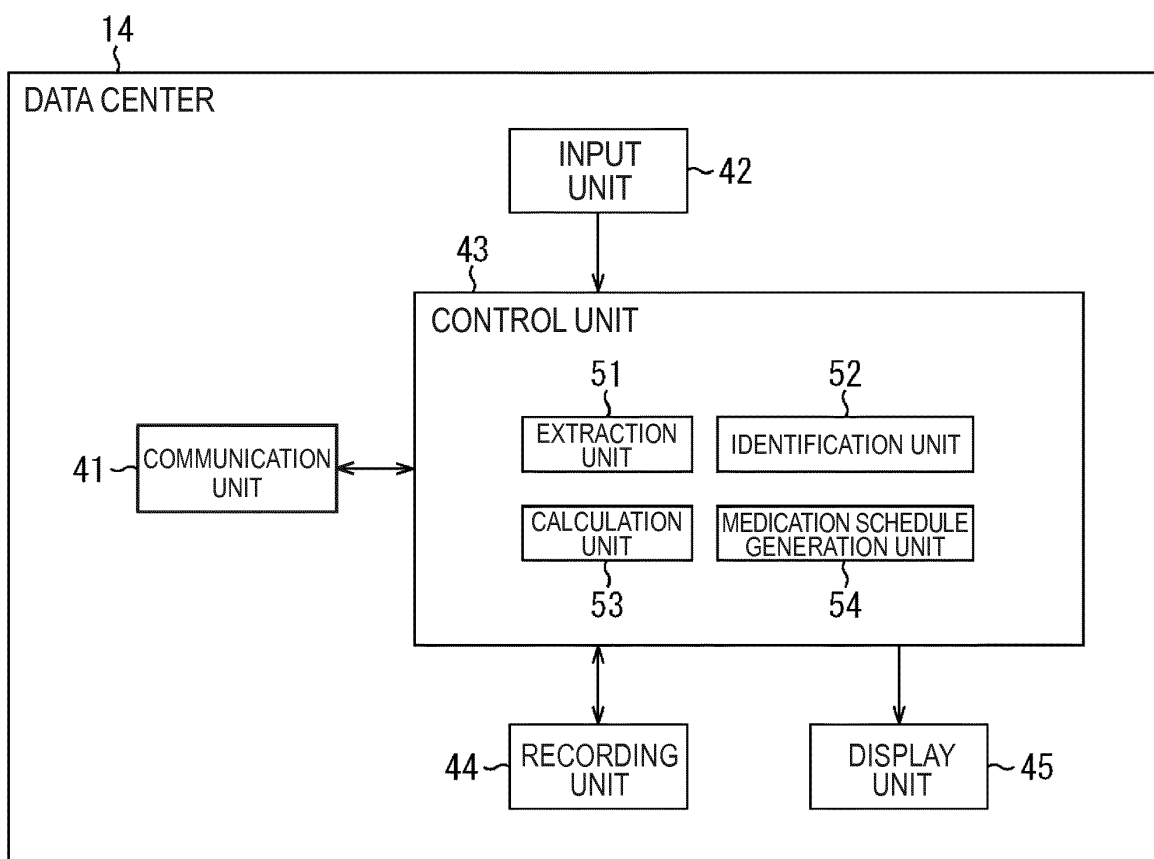 14
DATA CENTER
INPUT
UNIT
42
43
CONTROL UNIT
51
52
EXTRACTION
UNIT
IDENTIFICATION UNIT
41
COMMUNICATION
UNIT
CALCULATION
UNIT
MEDICATION SCHEDULE
GENERATION UNIT
53
54
44
RECORDING
UNIT
DISPLAY
UNIT
45